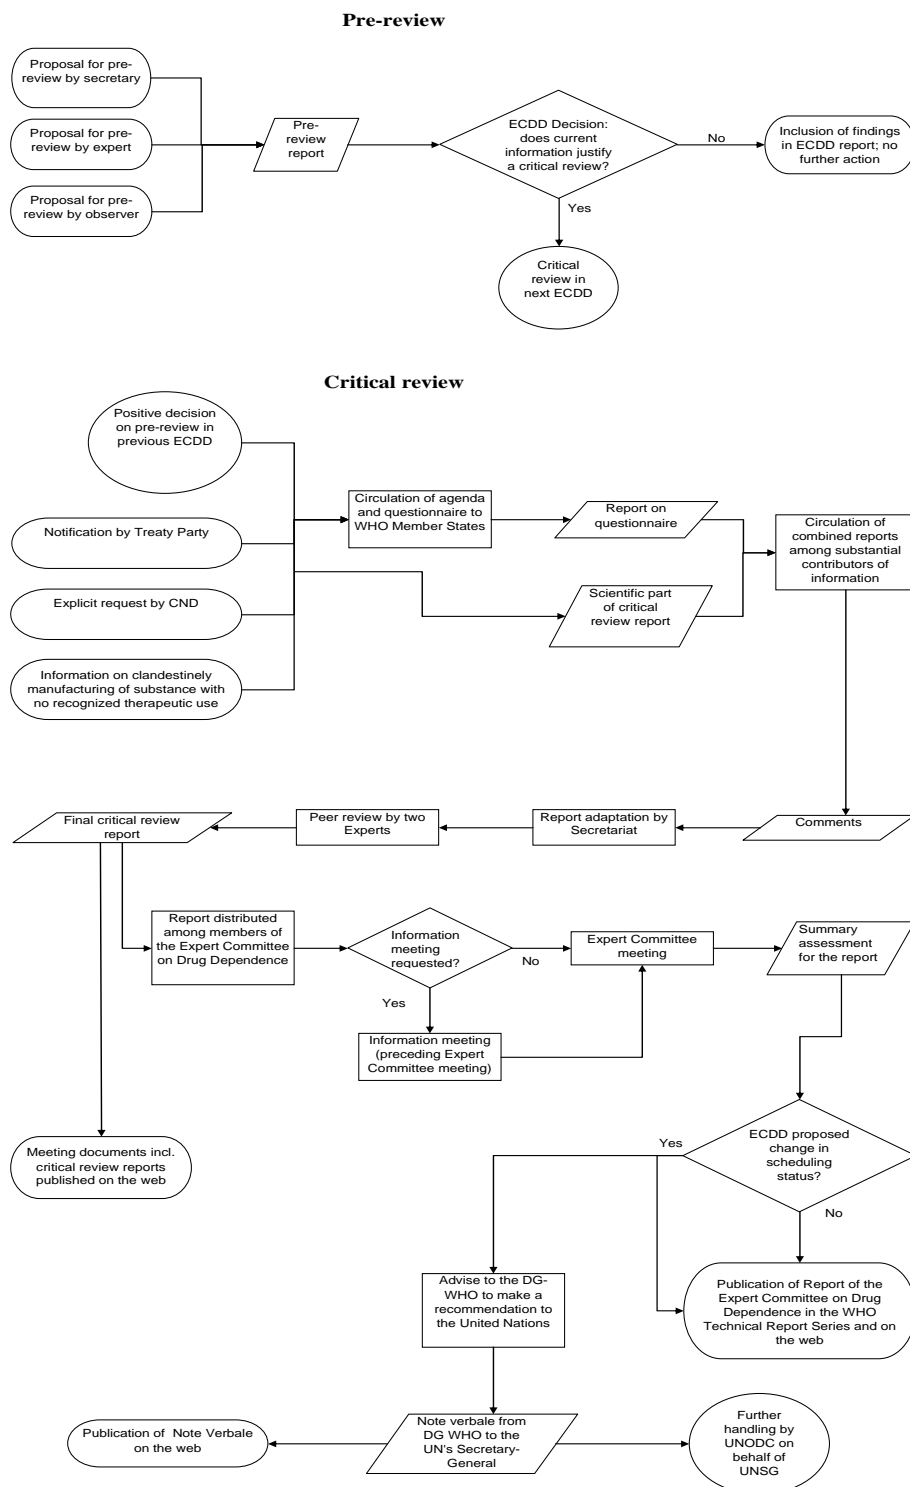 Pre-review
Proposal for pre-
review by secretary
Proposal for pre-
review by expert
Proposal for pre-
review by observer
Pre-
review
report
ECDD Decision:
does current
information justify
a critical review?
No
Inclusion of findings
in ECDD report; no
further action
Yes
Critical
review in
next ECDD
Critical review
Positive decision
on pre-review in
previous ECDD
Notification by Treaty Party
Explicit request by CND
Information on clandestinely
manufacturing of substance with
no recognized therapeutic use
Circulation of agenda
and questionnaire to
WHO Member States
Report on
questionnaire
Scientific part
of critical
review report
Circulation of
combined reports
among substantial
contributors of
information
Final critical review
report
Peer review by two
Experts
Report adaptation by
Secretariat
Comments
Report distributed
among members of
the Expert Committee
on Drug Dependence
Information
meeting
requested?
No
Expert Committee
meeting
Summary
assessment
for the report
Yes
Information meeting
(preceding Expert
Committee meeting)
Meeting documents incl.
critical review reports
published on the web
Yes
ECDD proposed
change in
scheduling
status?
No
Advise to the DG-
WHO to make a
recommendation to
the United Nations
Publication of Report of the
Expert Committee on Drug
Dependence in the WHO
Technical Report Series and on
the web
Publication of Note Verbale
on the web
Note verbale from
DG WHO to the
UN's Secretary-
General
Further
handling by
UNODC on
behalf of
UNSG